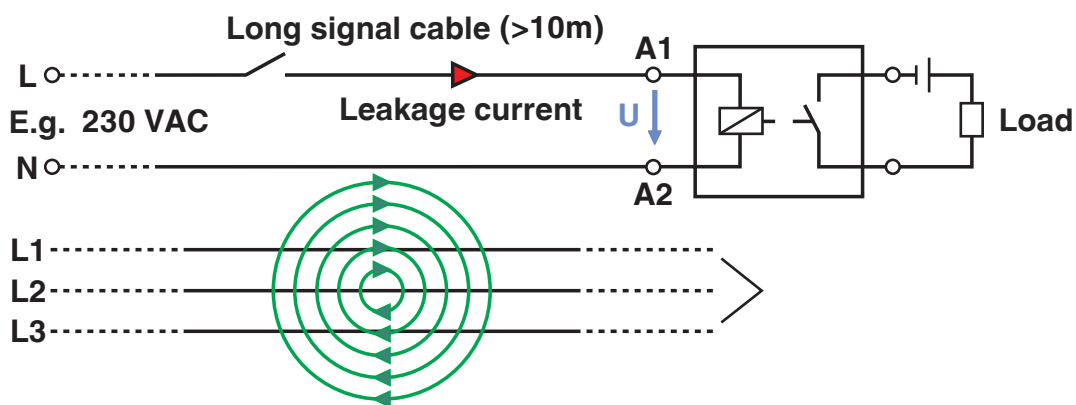 Long signal cable (>10m)
A1
L
Leakage current
U
E.g. 230 VAC
Load
N
A2
L1
L2
L3